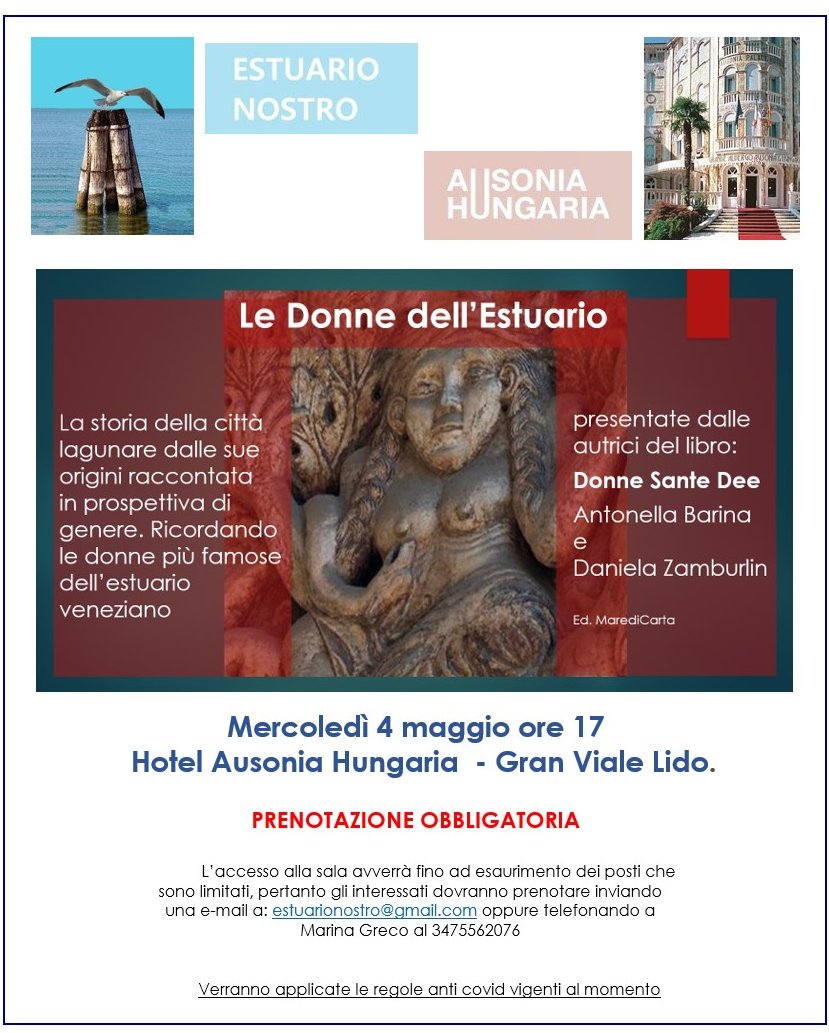 ESTUARIO
NOSTRO
AUSONIA
HUNGARIA
Le Donne dell'Estuario
La storia della città
lagunare dalle sue
origini raccontata
in prospettiva di
genere. Ricordando
le donne più famose
dell'estuario
veneziano
presentate dalle
autrici del libro:
Donne Sante Dee
Antonella Barina
e
Daniela Zamburlin
Ed. MarediCarta
Mercoledì 4 maggio ore 17
Hotel Ausonia Hungaria - Gran Viale Lido.
PRENOTAZIONE OBBLIGATORIA
L'accesso alla sala avverrà fino ad esaurimento dei posti che
sono limitati, pertanto gli interessati dovranno prenotare inviando
una e-mail a: estuarionostro@gmail.com oppure telefonando a
Marina Greco al 3475562076
Verranno applicate le regole anti covid vigenti al momento